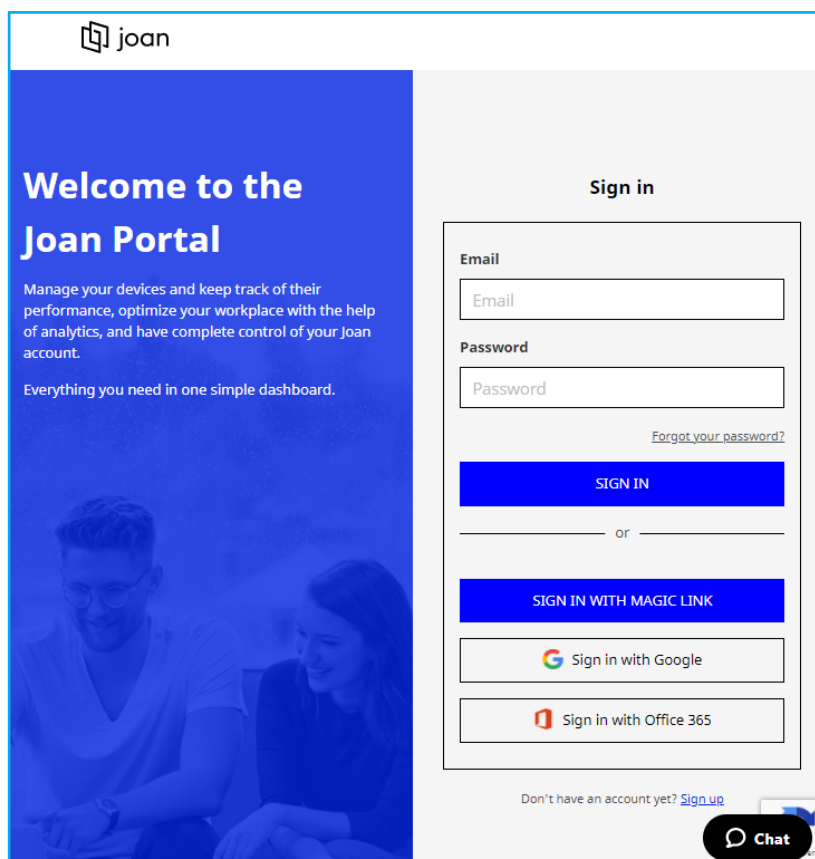 joan
Welcome to the
Joan Portal
Manage your devices and keep track of their
performance, optimize your workplace with the help
of analytics, and have complete control of your Joan
account.
Everything you need in one simple dashboard.
Sign in
Email
Email
Password
Password
Forgot your password?
SIGN IN
or
SIGN IN WITH MAGIC LINK
Sign in with Google
Sign in with Office 365
Don't have an account yet? Sign up
Chat